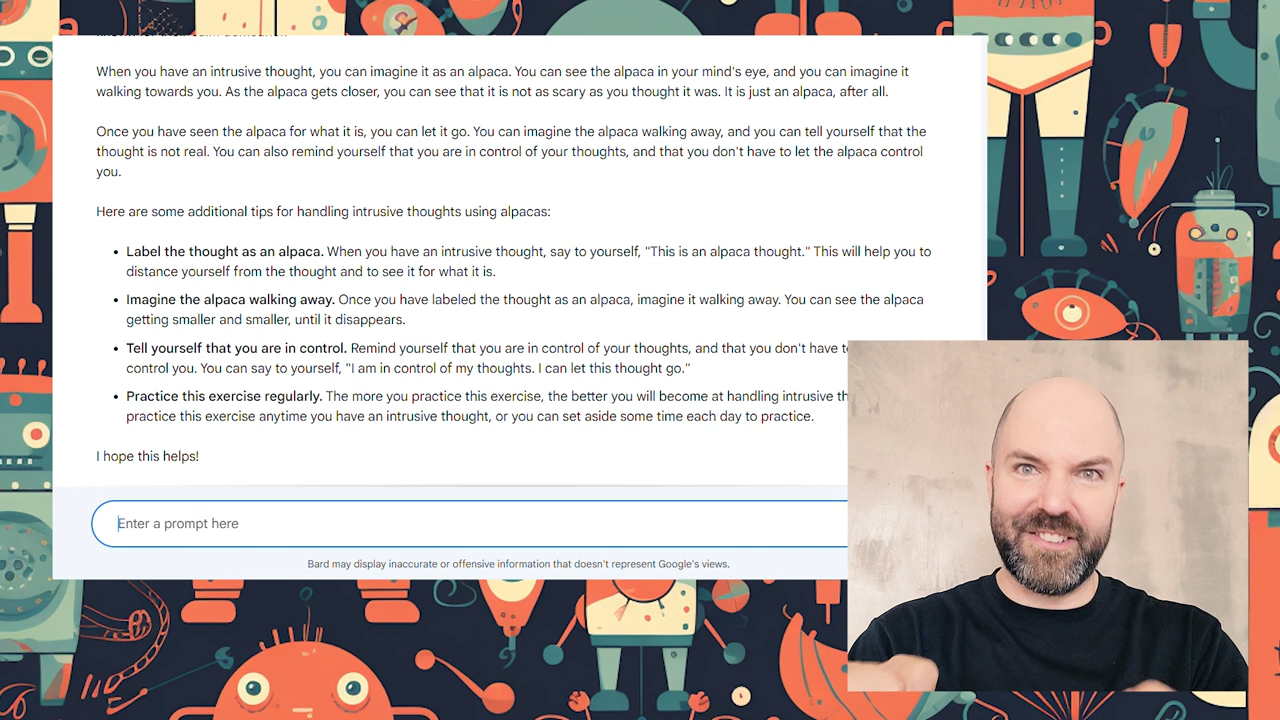 When you have an intrusive thought, you can imagine it as an alpaca. You can see the alpaca in your mind's eye, and you can imagine it
walking towards you. As the alpaca gets closer, you can see that it is not as scary as you thought it was. It is just an alpaca, after all.
Once you have seen the alpaca for what it is, you can let it go. You can imagine the alpaca walking away, and you can tell yourself that the
thought is not real. You can also remind yourself that you are in control of your thoughts, and that you don't have to let the alpaca control
you.
Here are some additional tips for handling intrusive thoughts using alpacas:
• Label the thought as an alpaca. When you have an intrusive thought, say to yourself, "This is an alpaca thought." This will help you to
distance yourself from the thought and to see it for what it is.
• Imagine the alpaca walking away. Once you have labeled the thought as an alpaca, imagine it walking away. You can see the alpaca
getting smaller and smaller, until it disappears.
• Tell yourself that you are in control. Remind yourself that you are in control of your thoughts, and that you don't have
control you. You can say to yourself, "I am in control of my thoughts. I can let this thought go."
• Practice this exercise regularly. The more you practice this exercise, the better you will become at handling intrusive
practice this exercise anytime you have an intrusive thought, or you can set aside some time each day to practice.
I hope this helps!
Enter a prompt here
Bard may display inaccurate or offensive information that doesn't represent Google's views.